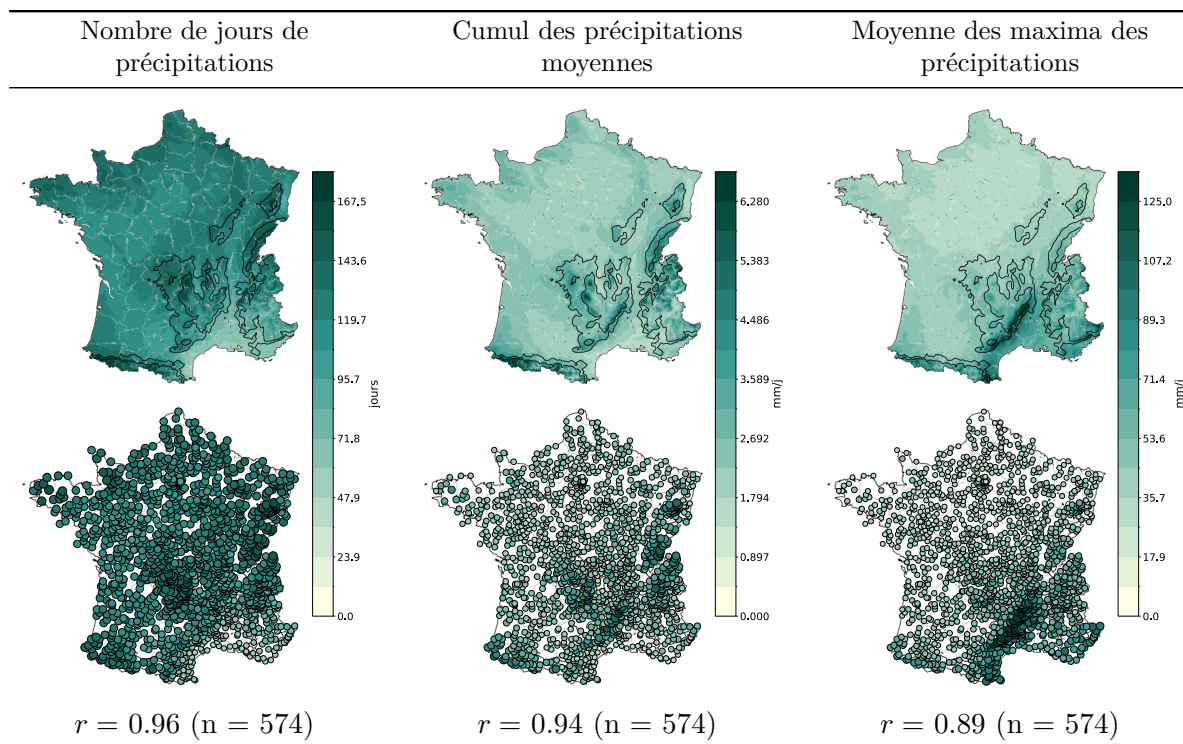 Nombre de jours de
précipitations
Cumul des précipitations
moyennes
Moyenne des maxima des
précipitations
167.5
143.6
119.7
95.7
71.8
47.9
23.9
0.0
jours
6.280
5.383
4.486
3.589
2.692
1.794
0.897
0.000
mm/j
125.0
107.2
89.3
71.4
53.6
35.7
17.9
0.0
mm/j
r = 0.96 (n = 574)
r = 0.94 (n = 574)
r = 0.89 (n = 574)